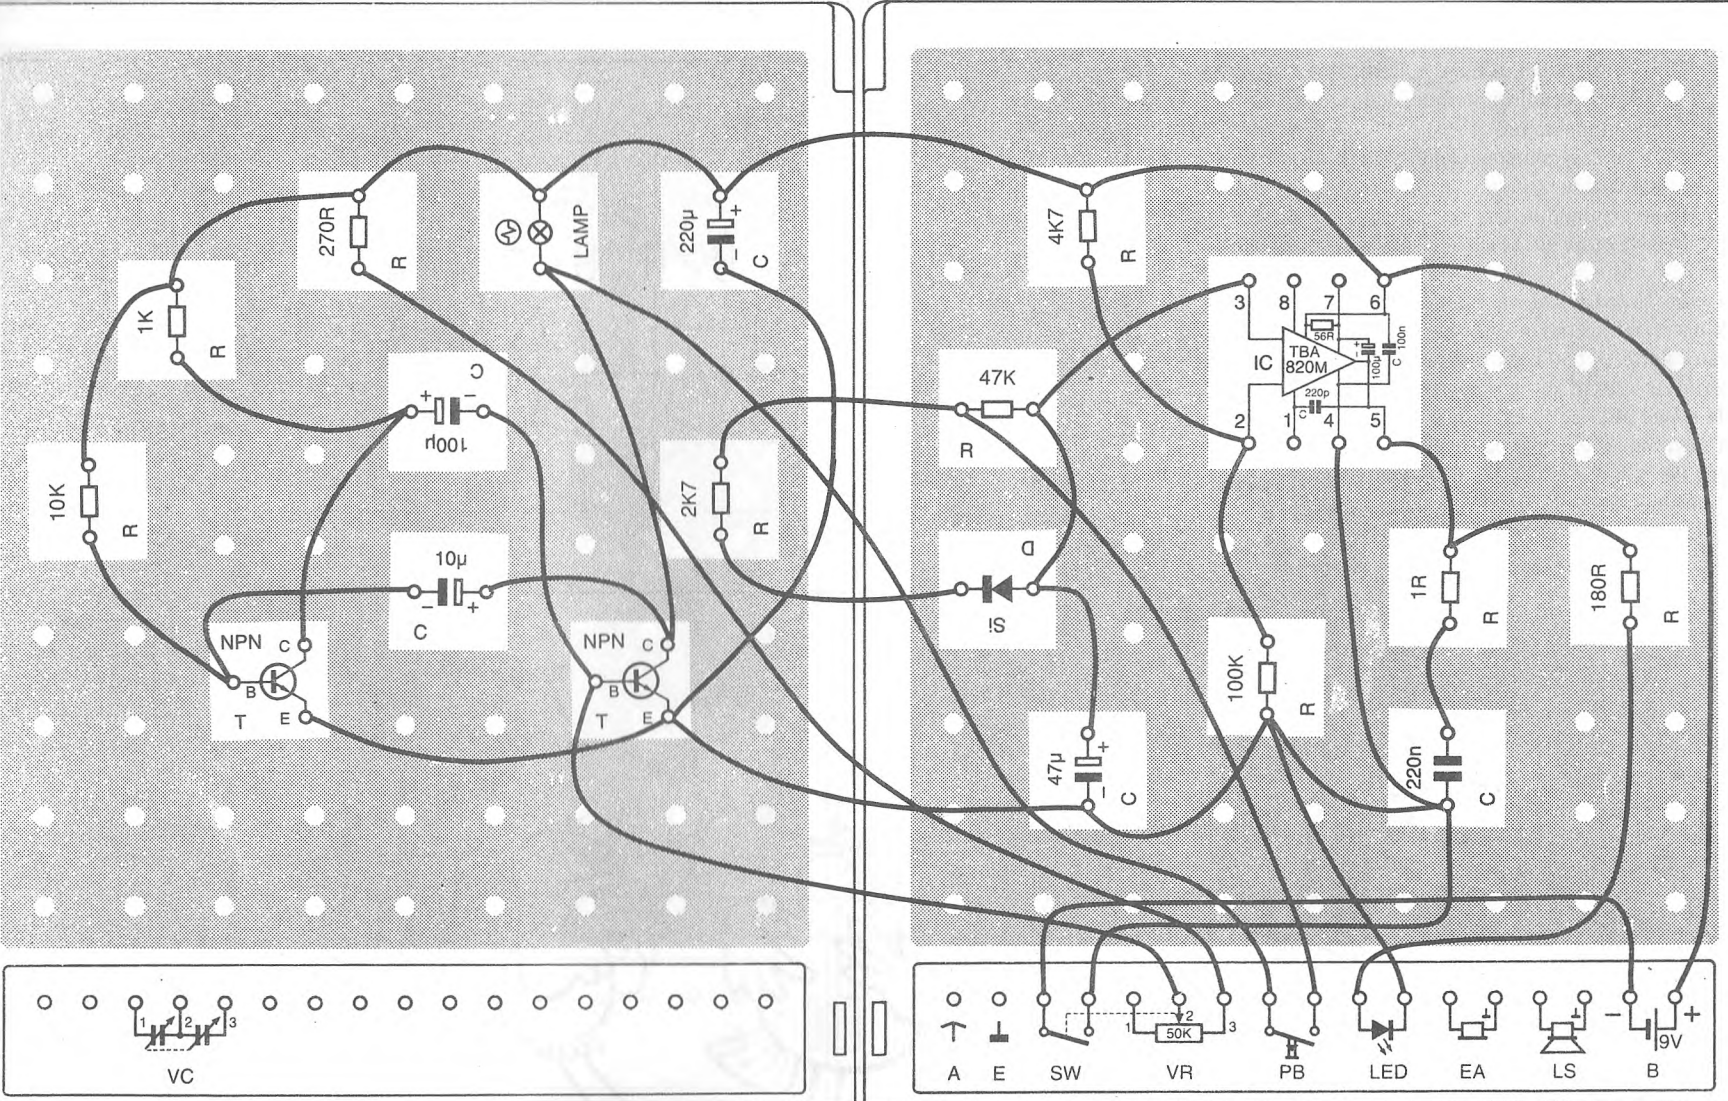 270R
R
LAMP
220µ
+
−
C
1K
R
C
+
−
100µ
10K
R
10µ
−
+
C
2K7
R
NPN
C
B
T
E
NPN
C
B
T
E
4K7
R
47K
R
3 8 7 6
56R
IC
TBA
820M
+
−
100µ
C
100n
220p
C
2 1 4 5
D
Si
1R
R
180R
R
100K
R
47µ
+
−
C
220n
C
1 2 3
VC
1 2 3
50K
− +
9V
A E SW VR PB LED EA LS B